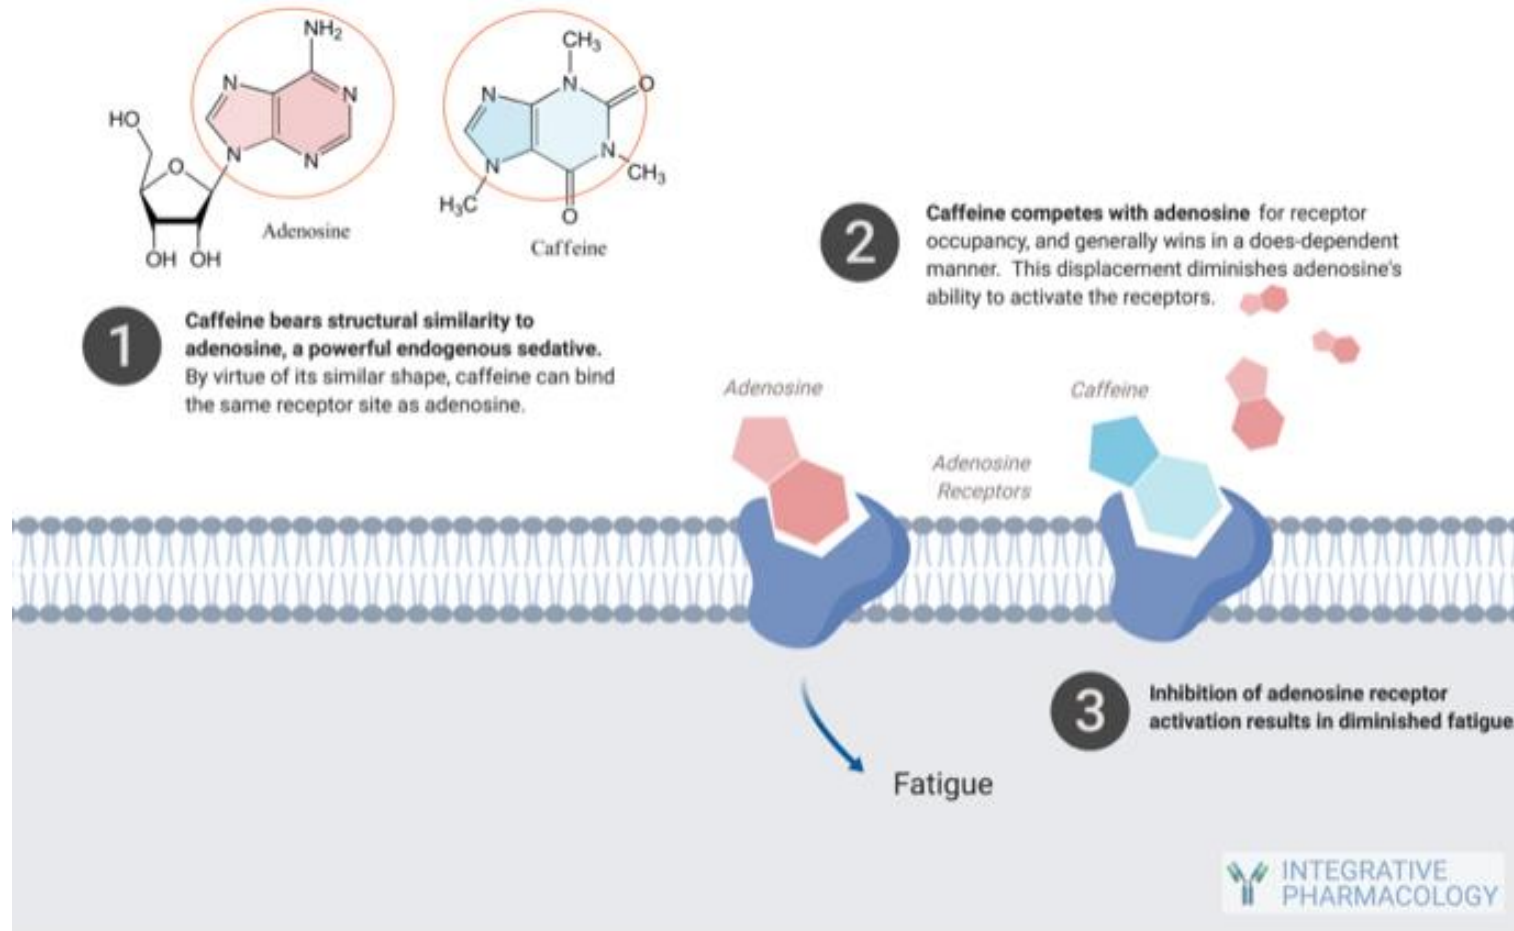 NH2
N
N
N
N
HO
O
OH OH
Adenosine
CH3
N
N
O
N
N
CH3
H3C
O
Caffeine
1
Caffeine bears structural similarity to
adenosine, a powerful endogenous sedative.
By virtue of its similar shape, caffeine can bind
the same receptor site as adenosine.
2
Caffeine competes with adenosine for receptor
occupancy, and generally wins in a does-dependent
manner. This displacement diminishes adenosine's
ability to activate the receptors.
Adenosine
Caffeine
Adenosine
Receptors
3
Inhibition of adenosine receptor
activation results in diminished fatigue
Fatigue
INTEGRATIVE
PHARMACOLOGY